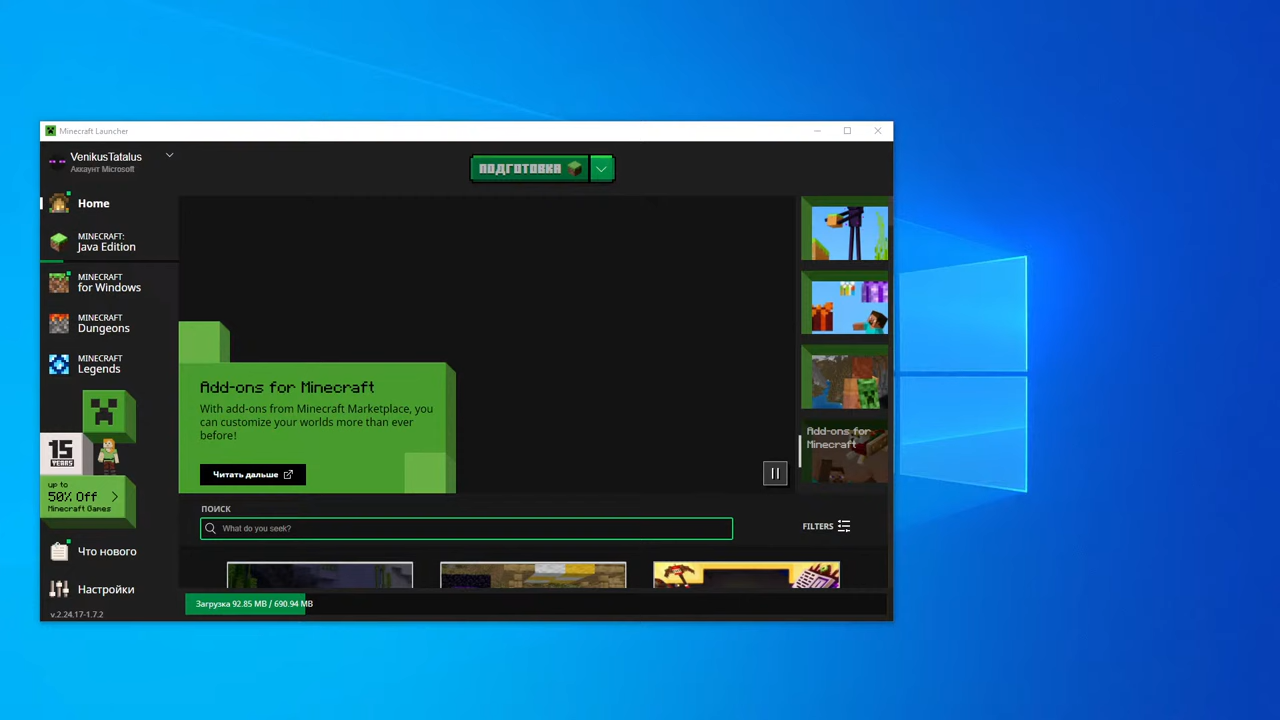 Minecraft Launcher
VenikusTatalus
Аккаунт Microsoft
ПОДГОТОВКА
Home
MINECRAFT:
Java Edition
MINECRAFT
for Windows
MINECRAFT
Dungeons
MINECRAFT
Legends
15
YEARS
up to
50% Off
Minecraft Games
Что нового
Настройки
v.2.24.17-1.7.2
Add-ons for Minecraft
With add-ons from Minecraft Marketplace, you
can customize your worlds more than ever
before!
Читать дальше
Add-ons for
Minecraft
ПОИСК
What do you seek?
FILTERS
Загрузка 92.85 MB / 690.94 MB